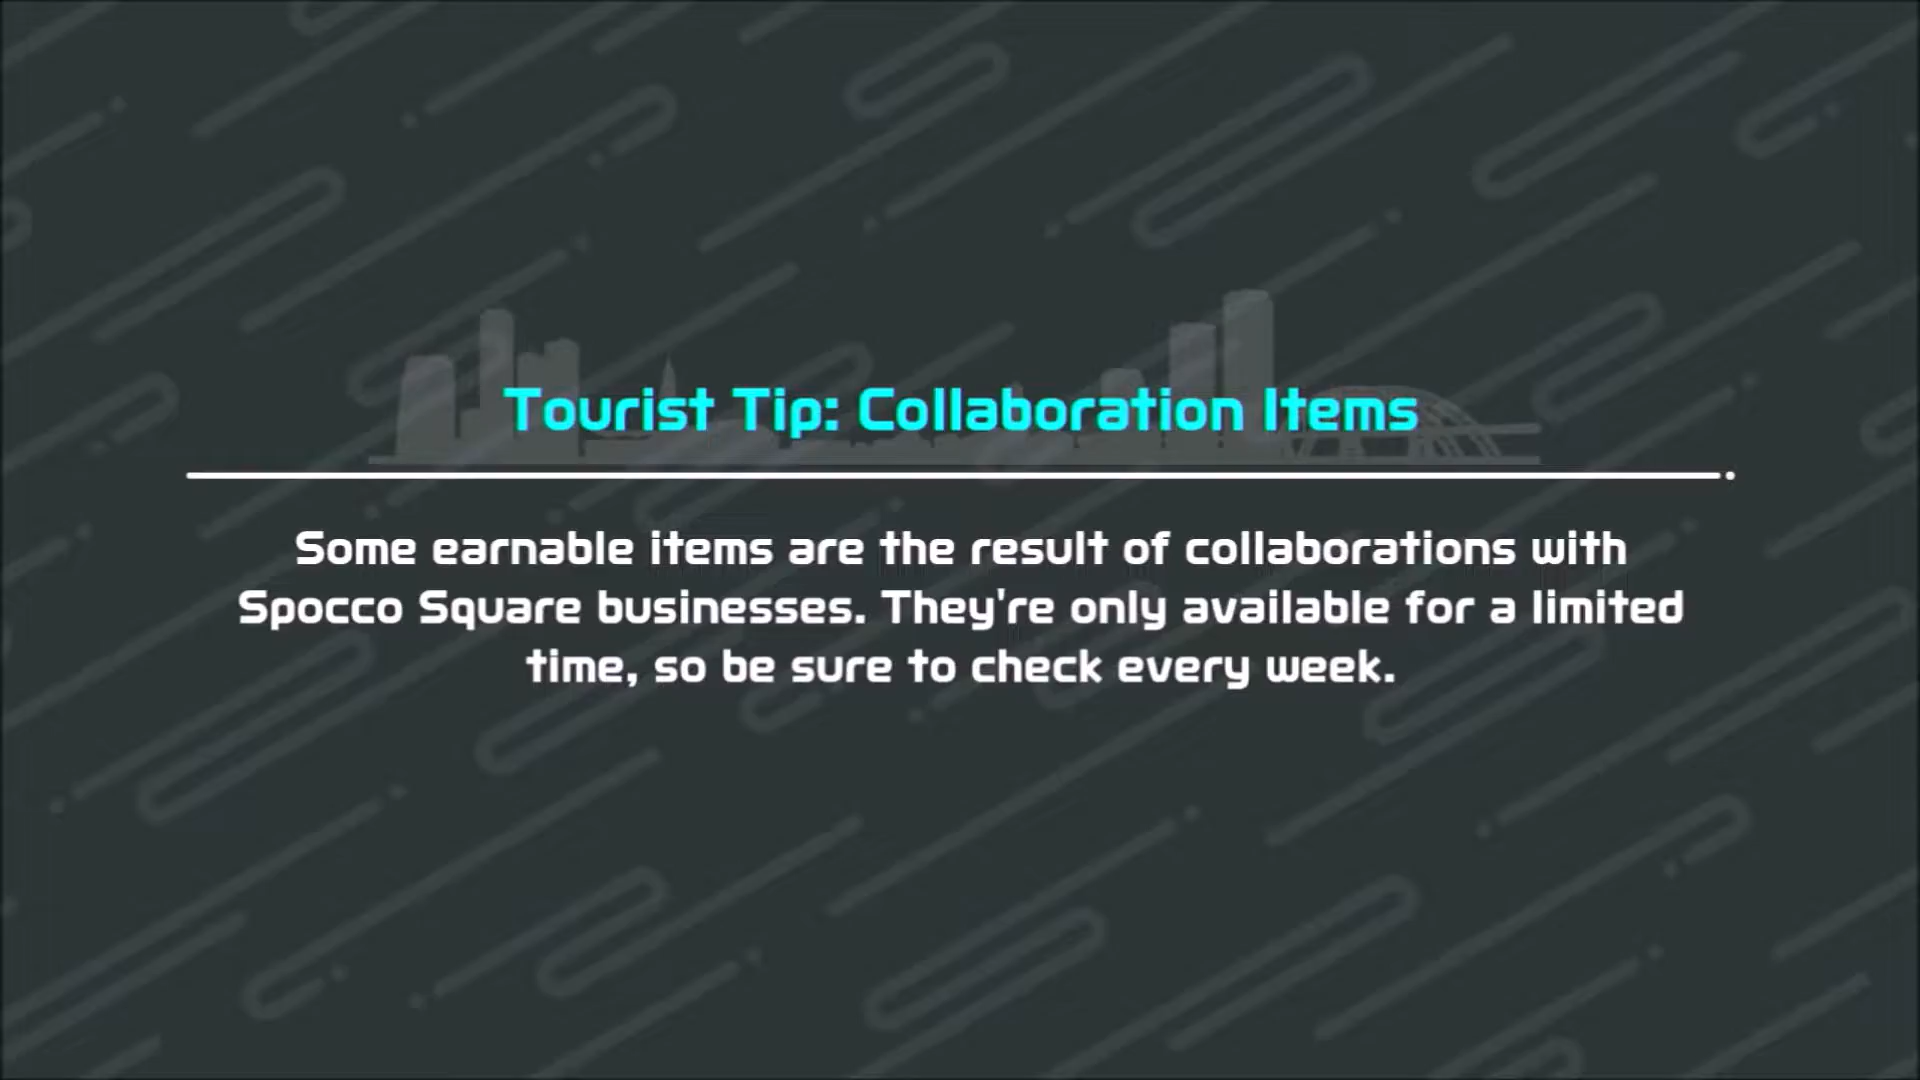 Tourist Tip: Collaboration Items
Some earnable items are the result of collaborations with
Spocco Square businesses. They're only available for a limited
time, so be sure to check every week.